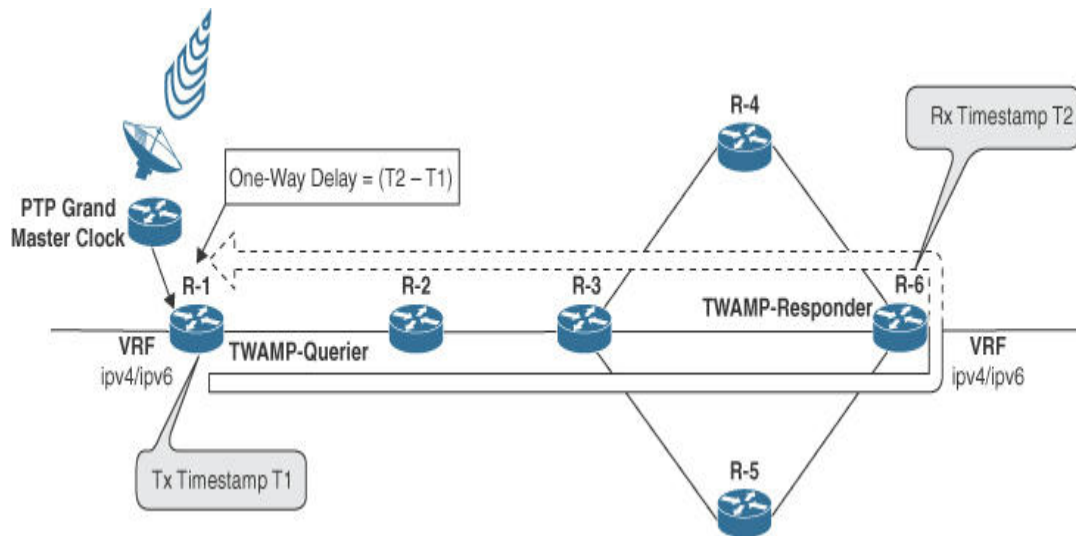 R-4
Rx Timestamp T2
One-Way Delay = (T2 – T1)
PTP Grand
Master Clock
R-1
R-2
R-3
R-6
TWAMP-Responder
TWAMP-Querier
VRF
ipv4/ipv6
VRF
ipv4/ipv6
Tx Timestamp T1
R-5